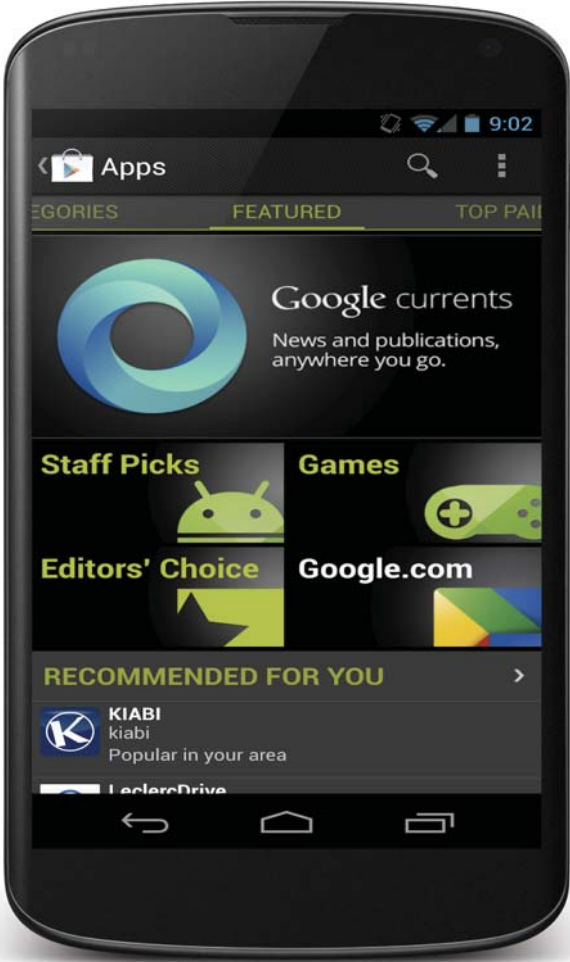 9:02
Apps
EGORIES FEATURED TOP PAI
Google currents
News and publications,
anywhere you go.
Staff Picks
Games
Editors' Choice
Google.com
RECOMMENDED FOR YOU
KIABI
kiabi
Popular in your area
LeclercDrive